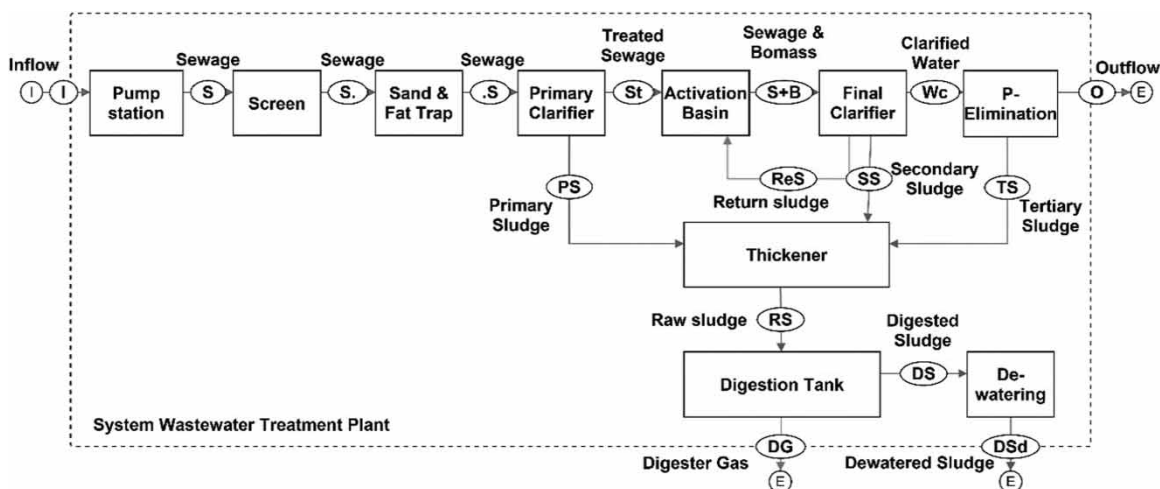 Inflow
I
I
Pump
station
Sewage
S
Screen
Sewage
S.
Sand &
Fat Trap
Sewage
.S
Primary
Clarifier
Treated
Sewage
St
Activation
Basin
Sewage &
Bomass
S+B
Final
Clarifier
Clarified
Water
Wc
P-
Elimination
Outflow
O
E
PS
Primary
Sludge
ReS
Return sludge
SS
Secondary
Sludge
TS
Tertiary
Sludge
Thickener
Raw sludge
RS
Digestion Tank
Digested
Sludge
DS
De-
watering
System Wastewater Treatment Plant
DG
Digester Gas
E
DSd
Dewatered Sludge
E